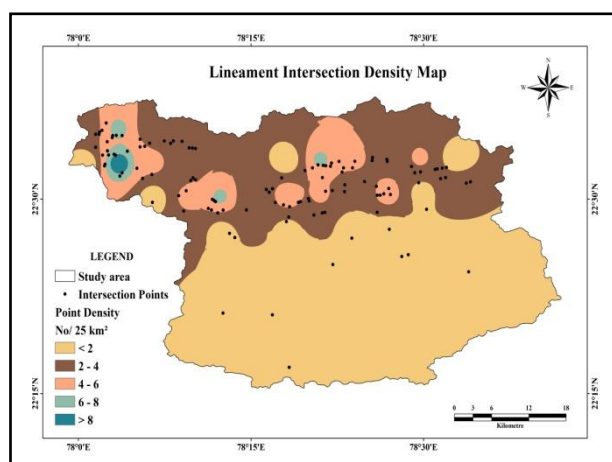 78°0'E 78°15'E 78°30'E
Lineament Intersection Density Map
N
W E
S
22°30'N 22°30'N
LEGEND
Study area
Intersection Points
Point Density
No/ 25 km²
< 2
2 - 4
4 - 6
6 - 8
> 8
22°15'N 22°15'N
0 3 6 12 18
Kilometre
78°0'E 78°15'E 78°30'E